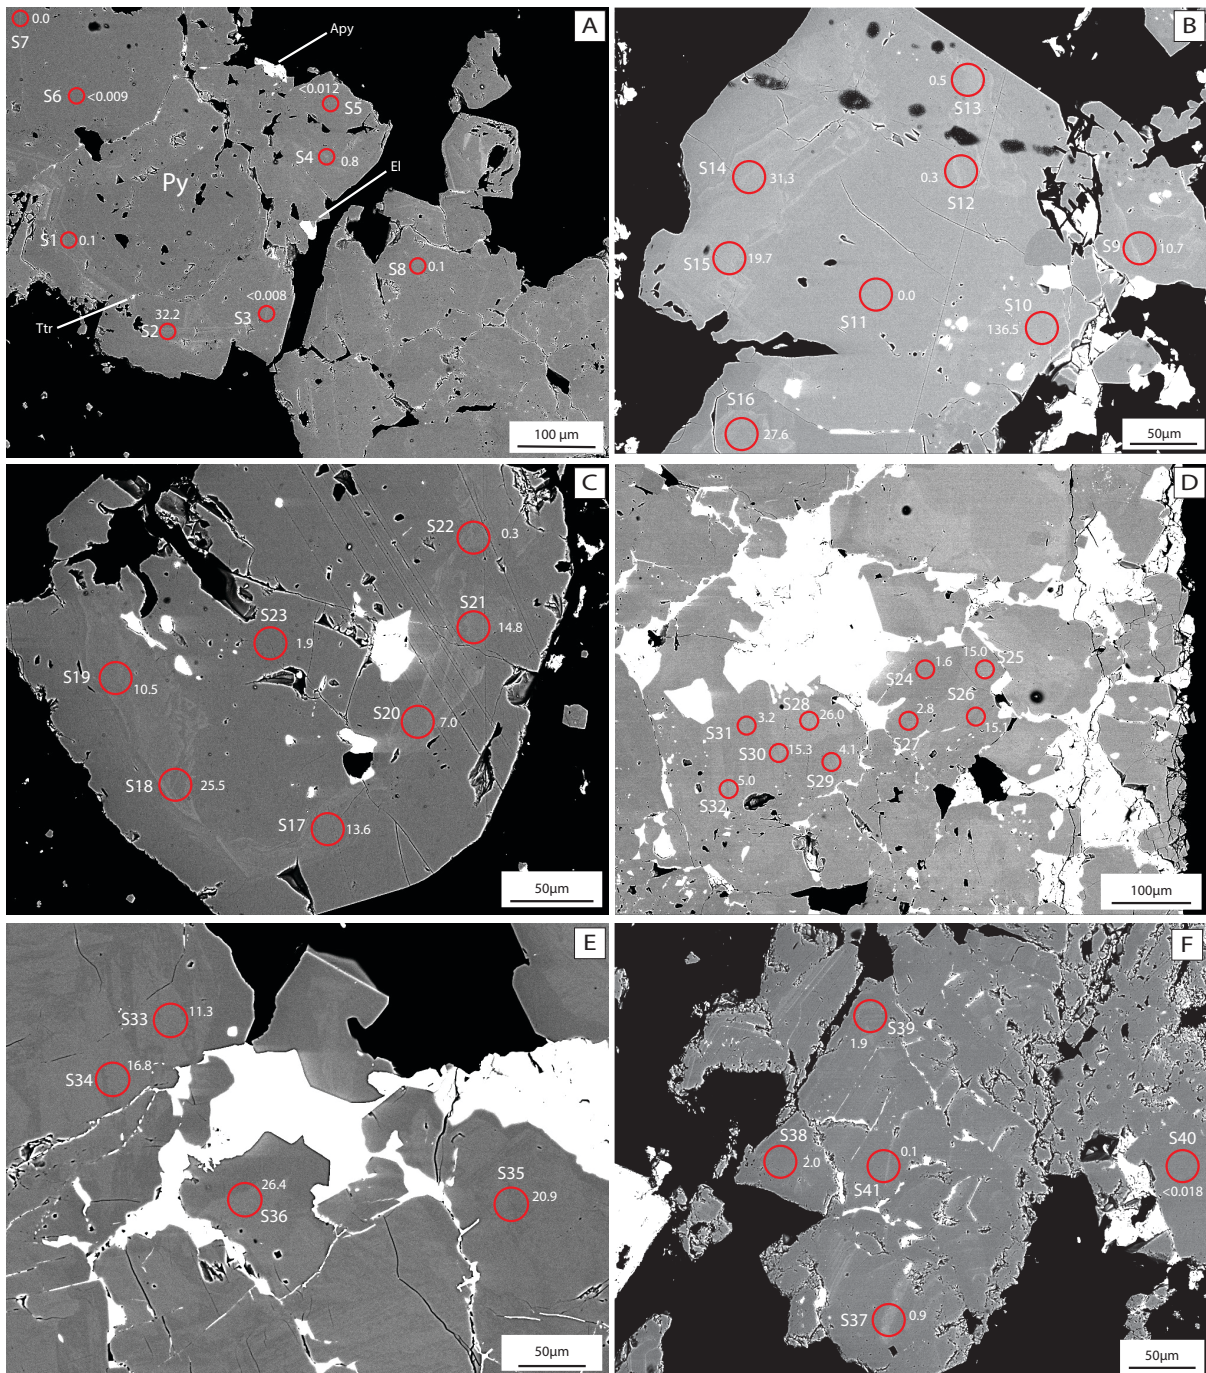 A
0.0
S7
Apy
S6 <0.009
<0.012
S5
S4 0.8
Py
El
S1 0.1
S8 0.1
<0.008
S3
Ttr
32.2
S2
100 µm
B
0.5
S13
S14 31.3
0.3
S12
S9 10.7
S15 19.7
0.0
S11
S10
136.5
S16
27.6
50µm
C
S22 0.3
S21 14.8
S23 1.9
S19 10.5
S20 7.0
S18 25.5
S17 13.6
50µm
D
S24 1.6
15.0 S25
S26
15.1
2.8
S27
S28
26.0
S31 3.2
S30 15.3
4.1
S29
5.0
S32
100µm
E
S33 11.3
S34 16.8
S35
20.9
26.4
S36
50µm
F
S39
1.9
S38
2.0
0.1
S41
S40
<0.018
S37 0.9
50µm